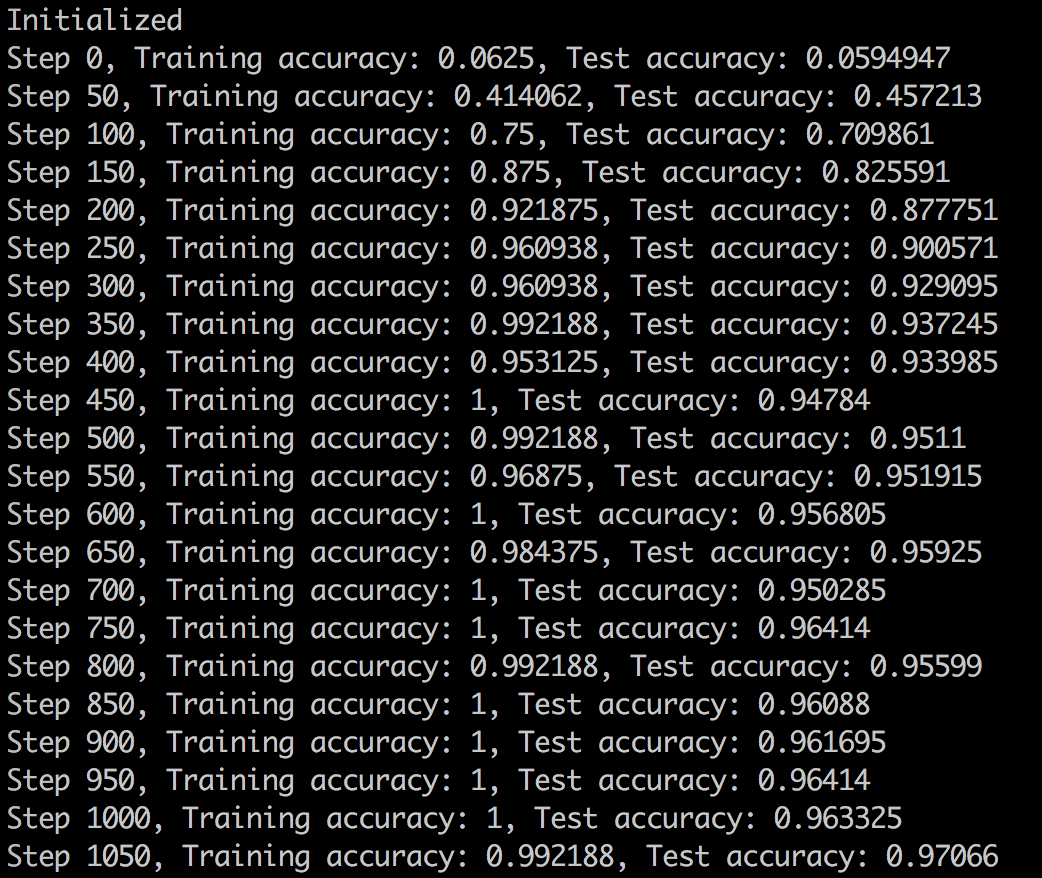 Initialized
Step 0, Training accuracy: 0.0625, Test accuracy: 0.0594947
Step 50, Training accuracy: 0.414062, Test accuracy: 0.457213
Step 100, Training accuracy: 0.75, Test accuracy: 0.709861
Step 150, Training accuracy: 0.875, Test accuracy: 0.825591
Step 200, Training accuracy: 0.921875, Test accuracy: 0.877751
Step 250, Training accuracy: 0.960938, Test accuracy: 0.900571
Step 300, Training accuracy: 0.960938, Test accuracy: 0.929095
Step 350, Training accuracy: 0.992188, Test accuracy: 0.937245
Step 400, Training accuracy: 0.953125, Test accuracy: 0.933985
Step 450, Training accuracy: 1, Test accuracy: 0.94784
Step 500, Training accuracy: 0.992188, Test accuracy: 0.9511
Step 550, Training accuracy: 0.96875, Test accuracy: 0.951915
Step 600, Training accuracy: 1, Test accuracy: 0.956805
Step 650, Training accuracy: 0.984375, Test accuracy: 0.95925
Step 700, Training accuracy: 1, Test accuracy: 0.950285
Step 750, Training accuracy: 1, Test accuracy: 0.96414
Step 800, Training accuracy: 0.992188, Test accuracy: 0.95599
Step 850, Training accuracy: 1, Test accuracy: 0.96088
Step 900, Training accuracy: 1, Test accuracy: 0.961695
Step 950, Training accuracy: 1, Test accuracy: 0.96414
Step 1000, Training accuracy: 1, Test accuracy: 0.963325
Step 1050, Training accuracy: 0.992188, Test accuracy: 0.97066